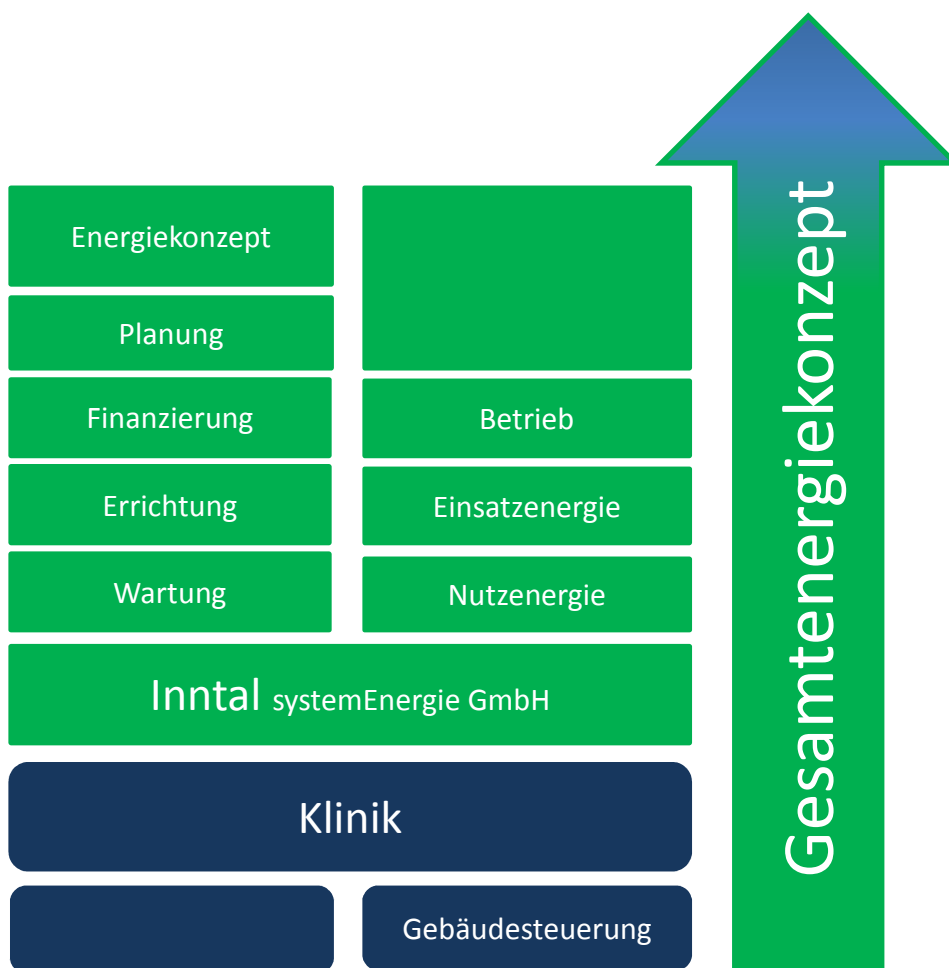 Energiekonzept
Planung
Finanzierung
Betrieb
Errichtung
Einsatzenergie
Wartung
Nutzenergie
Inntal systemEnergie GmbH
Klinik
Gebäudesteuerung
Gesamtenergiekonzept